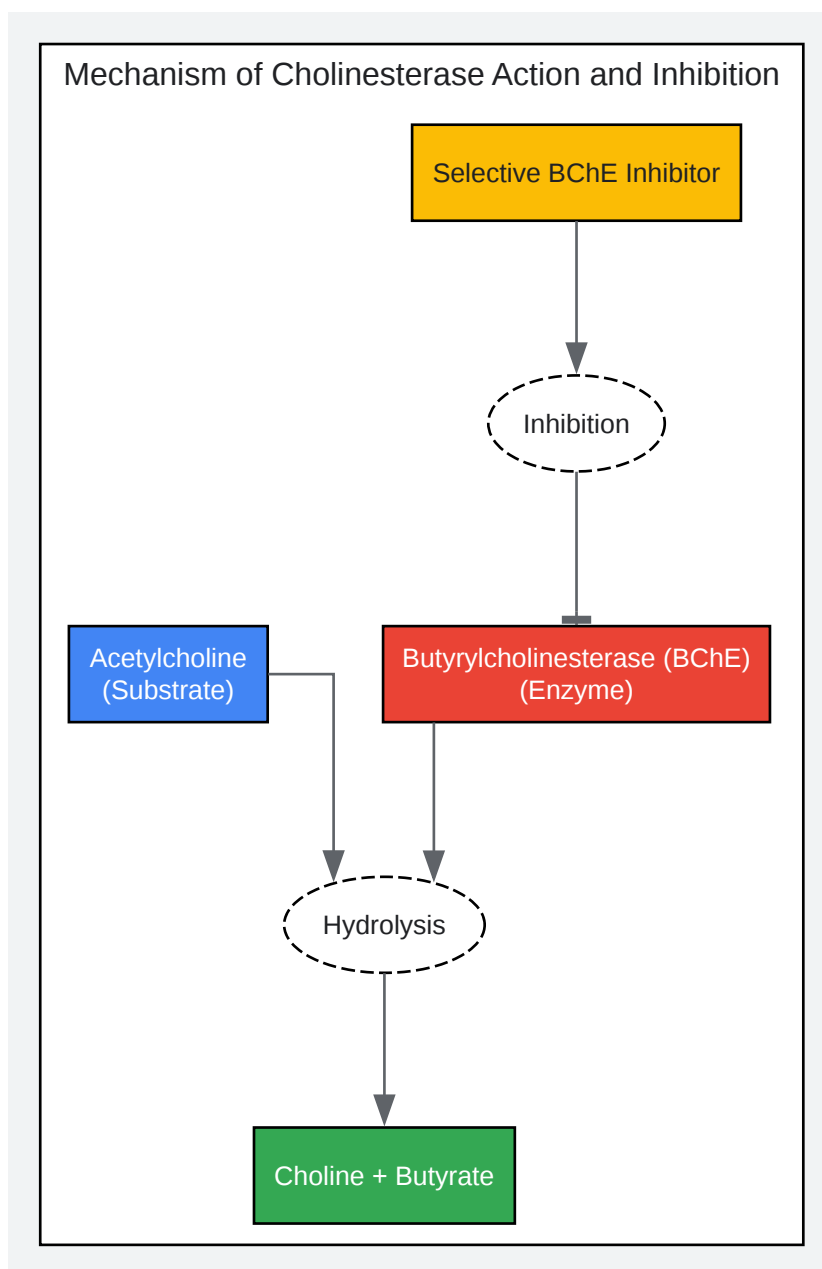 Mechanism of Cholinesterase Action and Inhibition
Selective BChE Inhibitor
Inhibition
Acetylcholine
(Substrate)
Butyrylcholinesterase (BChE)
(Enzyme)
Hydrolysis
Choline + Butyrate